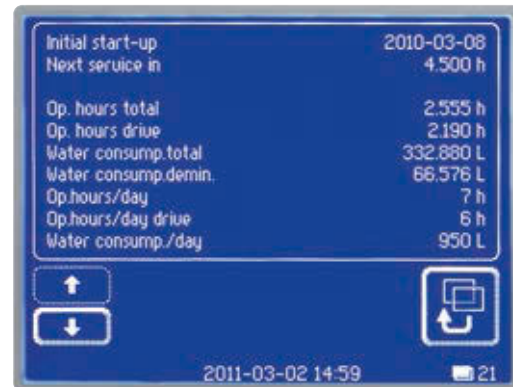 Initial start-up 2010-03-08
Next service in 4.500 h
Op. hours total 2.555 h
Op. hours drive 2.190 h
Water consump.total 332.880 L
Water consump.demin. 66.576 L
Op.hours/day 7 h
Op.hours/day drive 6 h
Water consump./day 950 L
2011-03-02 14:59 21